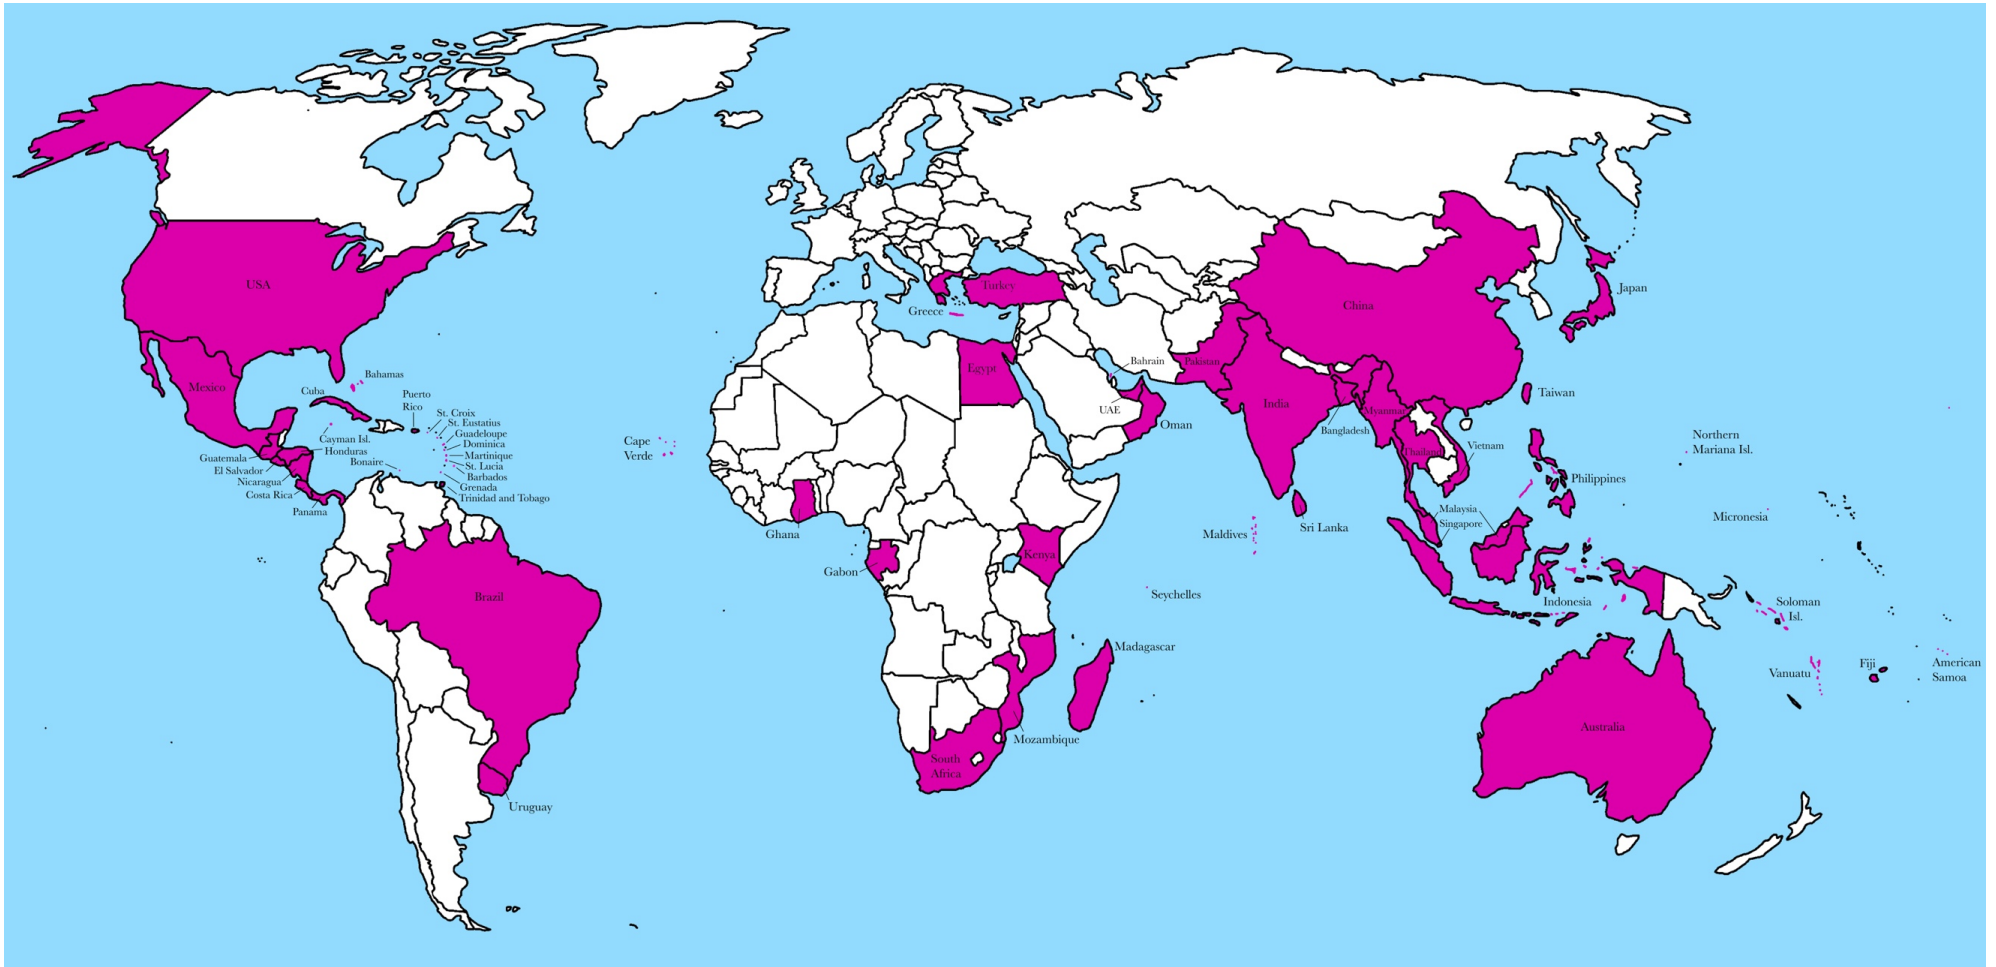 USA
Mexico
Cuba
Bahamas
Puerto
Rico
St. Croix
St. Eustatius
Guadeloupe
Dominica
Martinique
St. Lucia
Barbados
Grenada
Trinidad and Tobago
Cayman Isl.
Honduras
Bonaire
Guatemala
El Salvador
Nicaragua
Costa Rica
Panama
Brazil
Uruguay
Cape
Verde
Greece
Turkey
Egypt
Bahrain
UAE
Oman
Ghana
Gabon
Kenya
Seychelles
Madagascar
Mozambique
South
Africa
Pakistan
India
Bangladesh
Myanmar
Thailand
Vietnam
China
Japan
Taiwan
Philippines
Sri Lanka
Maldives
Malaysia
Singapore
Indonesia
Northern
Mariana Isl.
Micronesia
Soloman
Isl.
Vanuatu
Fiji
American
Samoa
Australia